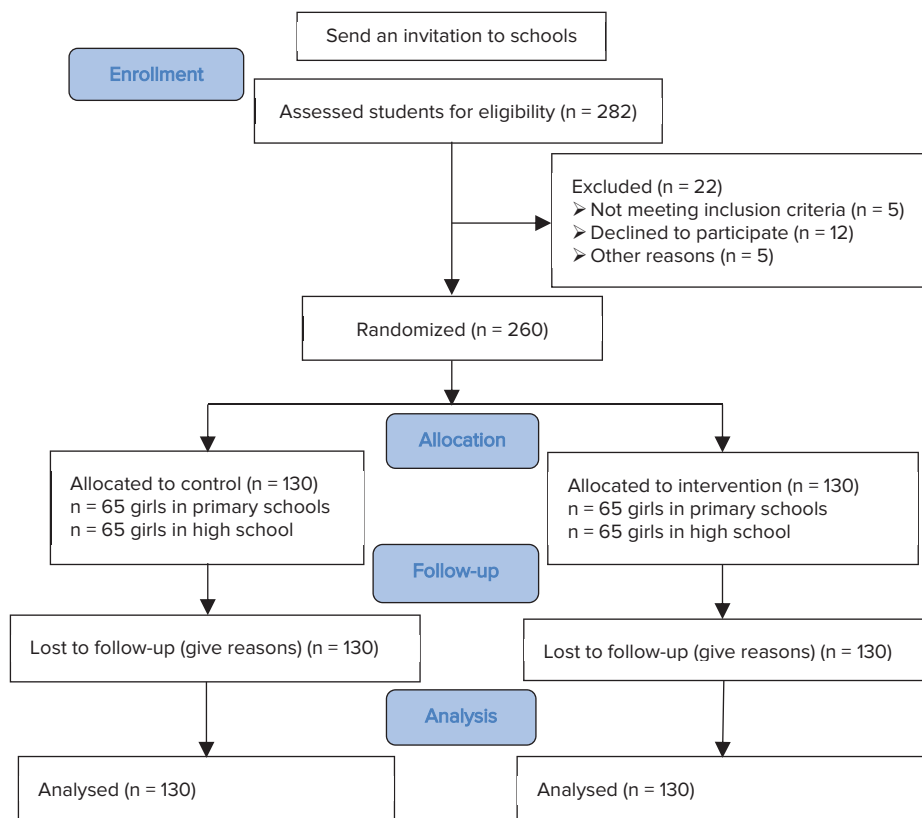 Send an invitation to schools
Enrollment
Assessed students for eligibility (n = 282)
Excluded (n = 22)
➢ Not meeting inclusion criteria (n = 5)
➢ Declined to participate (n = 12)
➢ Other reasons (n = 5)
Randomized (n = 260)
Allocation
Allocated to control (n = 130)
n = 65 girls in primary schools
n = 65 girls in high school
Allocated to intervention (n = 130)
n = 65 girls in primary schools
n = 65 girls in high school
Follow-up
Lost to follow-up (give reasons) (n = 130)
Lost to follow-up (give reasons) (n = 130)
Analysis
Analysed (n = 130)
Analysed (n = 130)